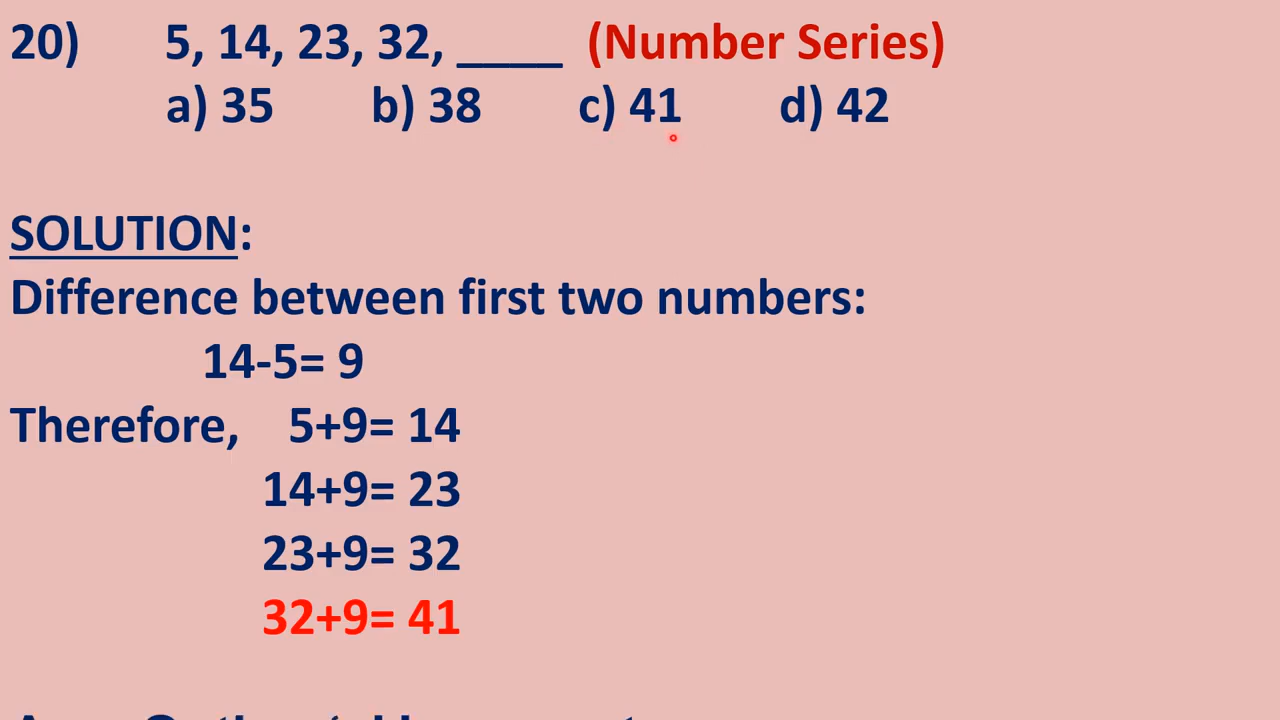 20) 5, 14, 23, 32, ____ (Number Series)
a) 35 b) 38 c) 41 d) 42
SOLUTION:
Difference between first two numbers:
14-5= 9
Therefore, 5+9= 14
14+9= 23
23+9= 32
32+9= 41